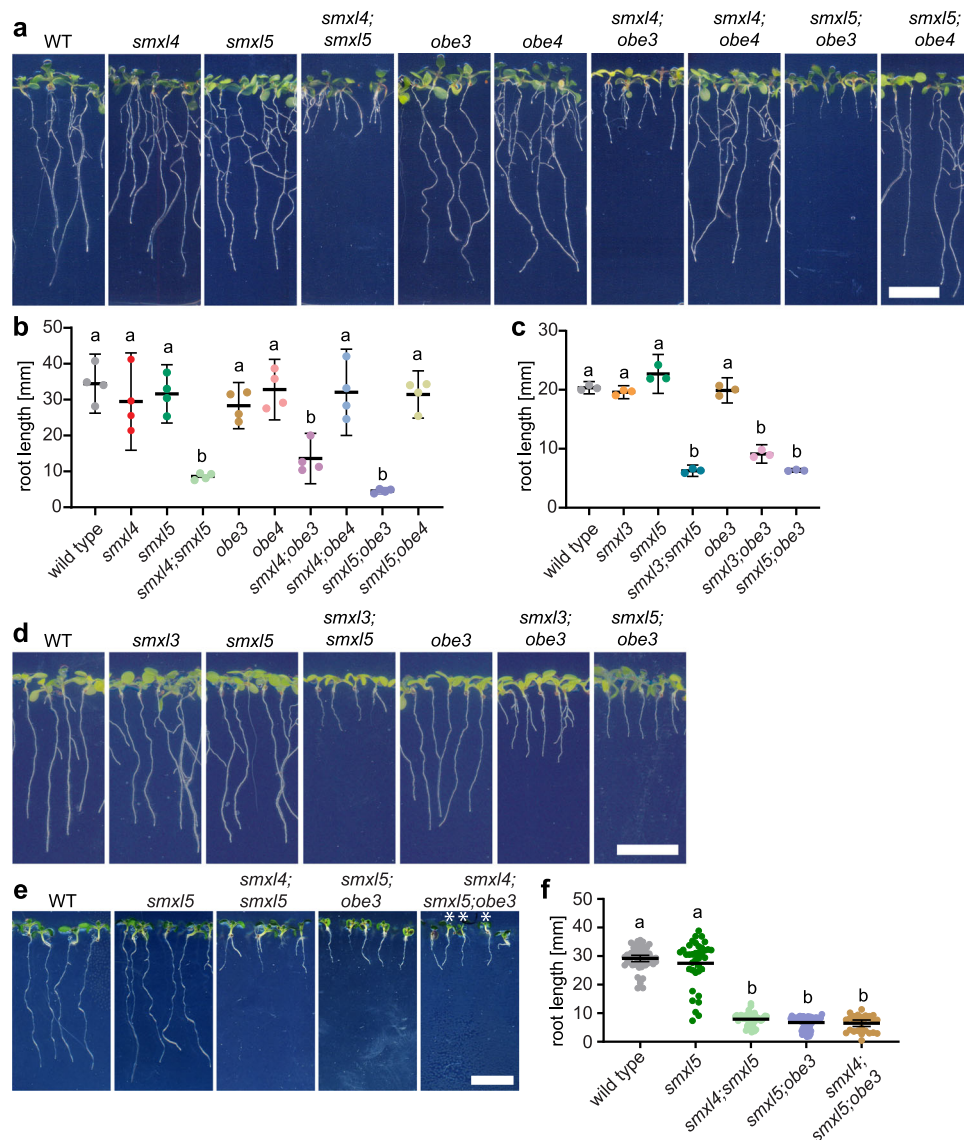 a
WT
smxl4
smxl5
smxl4;
smxl5
obe3
obe4
smxl4;
obe3
smxl4;
obe4
smxl5;
obe3
smxl5;
obe4
b
root length [mm]
50
40
30
20
10
0
a
a
a
b
a
a
b
a
b
a
wild type
smxl4
smxl5
smxl4;smxl5
obe3
obe4
smxl4;obe3
smxl4;obe4
smxl5;obe3
smxl5;obe4
c
root length [mm]
30
20
10
0
a
a
a
b
a
b
b
wild type
smxl3
smxl5
smxl3;smxl5
obe3
smxl3;obe3
smxl5;obe3
d
WT
smxl3
smxl5
smxl3;
smxl5
obe3
smxl3;
obe3
smxl5;
obe3
e
WT
smxl5
smxl4;
smxl5
smxl5;
obe3
smxl4;
smxl5;obe3
* * *
f
root length [mm]
50
40
30
20
10
0
a
a
b
b
b
wild type
smxl5
smxl4;smxl5
smxl5;obe3
smxl4;
smxl5;obe3